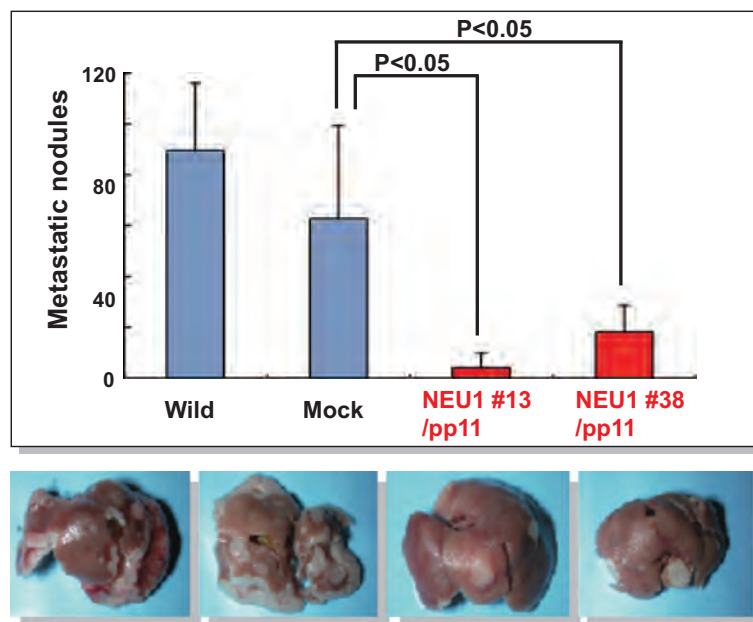 P<0.05
P<0.05
Metastatic nodules
120
80
40
0
Wild
Mock
NEU1 #13
/pp11
NEU1 #38
/pp11